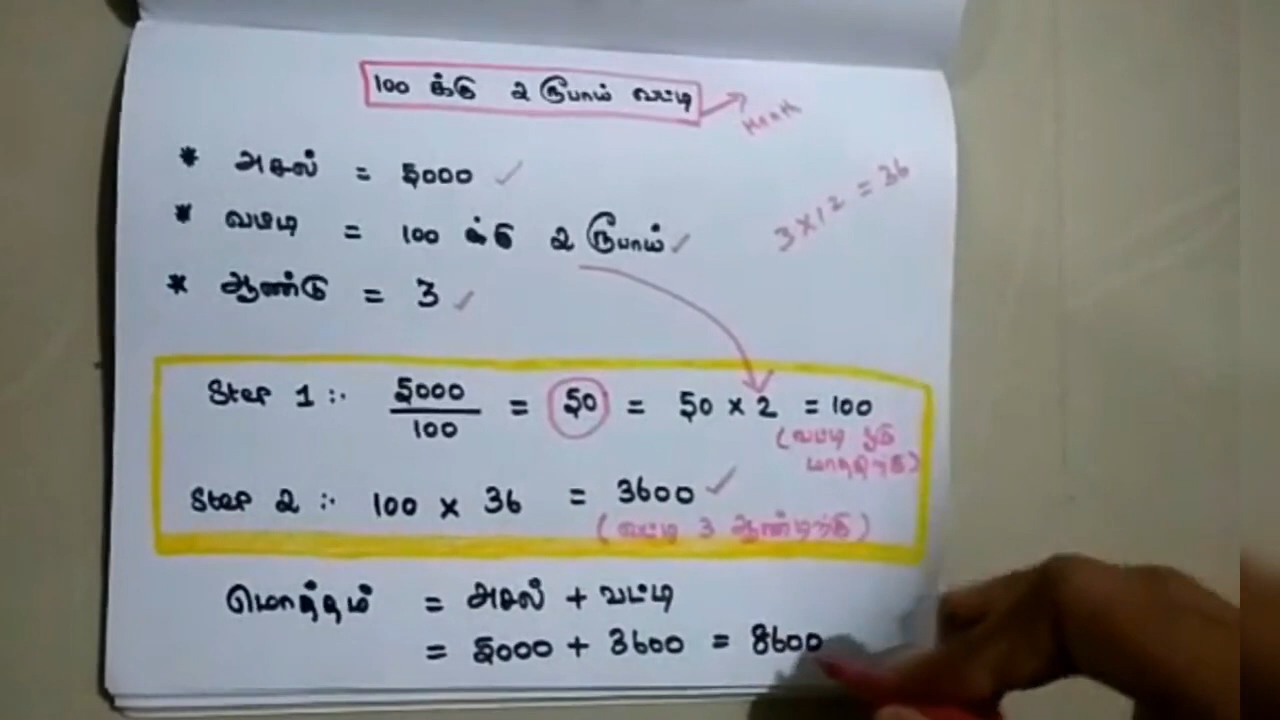 100 க்கு 2 ரூபாய் வட்டி
3 x 12 = 36
* அசல் = 5000
* வட்டி = 100 க்கு 2 ரூபாய்
* ஆண்டு = 3
Step 1 :- 5000/100 = 50 = 50 x 2 = 100
(வட்டி ஒரு
மாதத்திற்கு)
Step 2 :- 100 x 36 = 3600
(வட்டி 3 ஆண்டிற்கு)
மொத்தம் = அசல் + வட்டி
= 5000 + 3600 = 8600